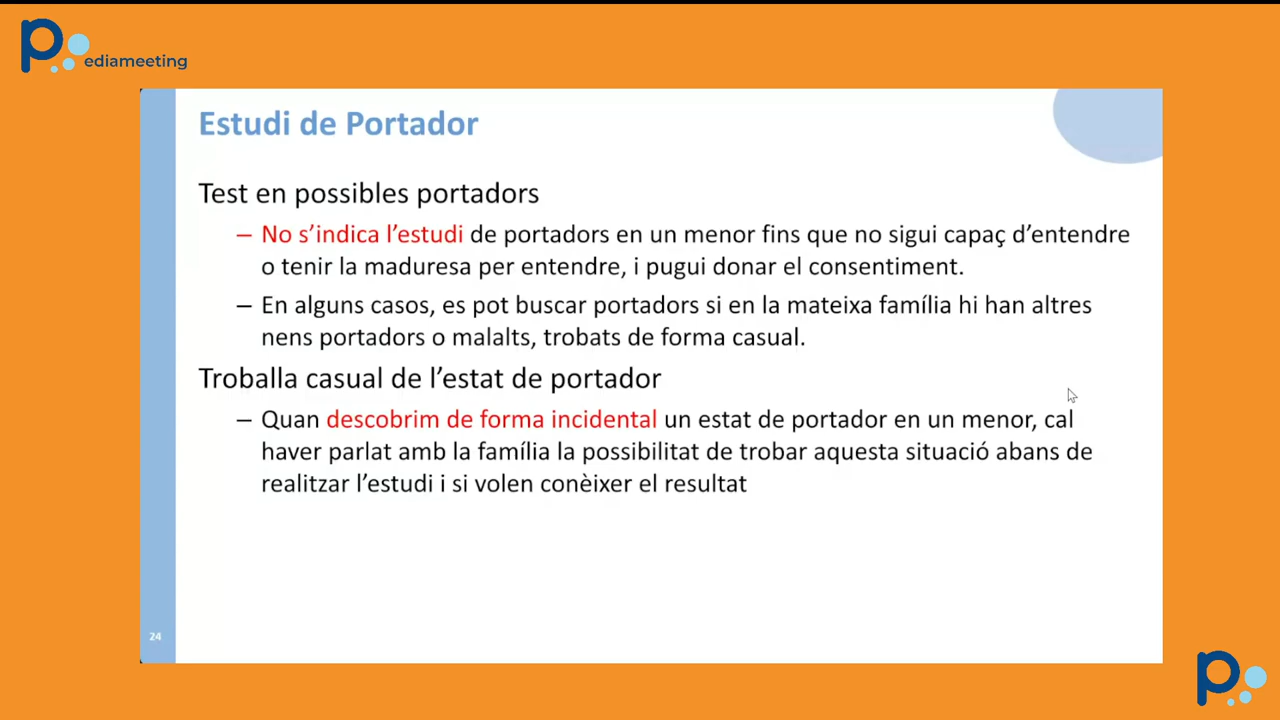 Pediameeting
Estudi de Portador
Test en possibles portadors
– No s’indica l’estudi de portadors en un menor fins que no sigui capaç d’entendre
o tenir la maduresa per entendre, i pugui donar el consentiment.
– En alguns casos, es pot buscar portadors si en la mateixa família hi han altres
nens portadors o malalts, trobats de forma casual.
Troballa casual de l’estat de portador
– Quan descobrim de forma incidental un estat de portador en un menor, cal
haver parlat amb la família la possibilitat de trobar aquesta situació abans de
realitzar l’estudi i si volen conèixer el resultat
24
P